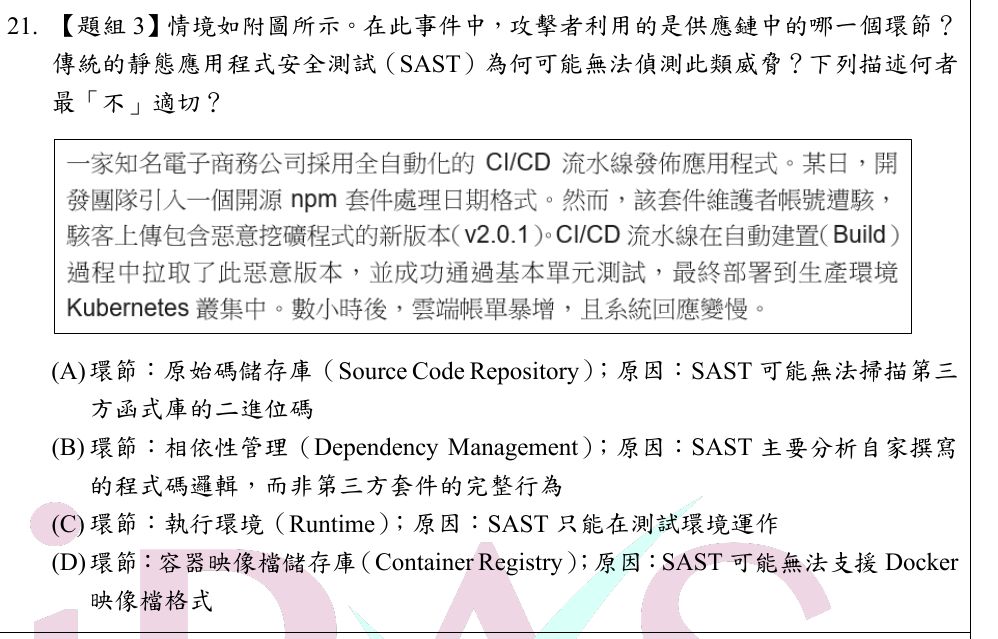 21. 【題組 3】情境如附圖所示。在此事件中，攻擊者利用的是供應鏈中的哪一個環節？
傳統的靜態應用程式安全測試（SAST）為何可能無法偵測此類威脅？下列描述何者
最「不」適切？
一家知名電子商務公司採用全自動化的 CI/CD 流水線發佈應用程式。某日，開
發團隊引入一個開源 npm 套件處理日期格式。然而，該套件維護者帳號遭駭，
駭客上傳包含惡意挖礦程式的新版本（v2.0.1）。CI/CD 流水線在自動建置（Build）
過程中拉取了此惡意版本，並成功通過基本單元測試，最終部署到生產環境
Kubernetes 叢集中。數小時後，雲端帳單暴增，且系統回應變慢。
(A) 環節：原始碼儲存庫（Source Code Repository）；原因：SAST 可能無法掃描第三
方函式庫的二進位碼
(B) 環節：相依性管理（Dependency Management）；原因：SAST 主要分析自家撰寫
的程式碼邏輯，而非第三方套件的完整行為
(C) 環節：執行環境（Runtime）；原因：SAST 只能在測試環境運作
(D) 環節：容器映像檔儲存庫（Container Registry）；原因：SAST 可能無法支援 Docker
映像檔格式